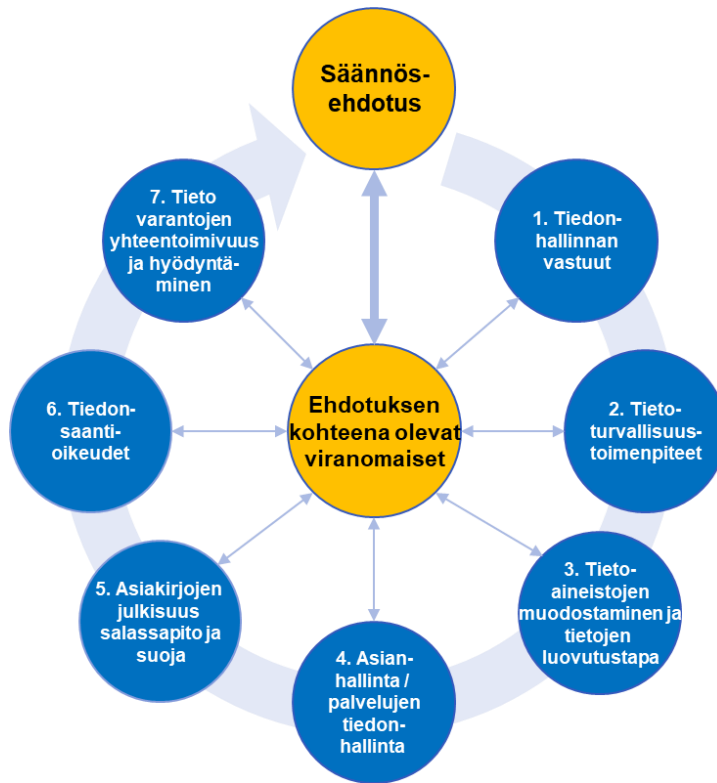 Säännös-
ehdotus
1. Tiedon-
hallinnan
vastuut
2. Tieto-
turvallisuus-
toimenpiteet
3. Tieto-
aineistojen
muodostaminen ja
tietojen
luovutustapa
4. Asian-
hallinta /
palvelujen
tiedon-
hallinta
5. Asiakirjojen
julkisuus
salassapito ja
suoja
6. Tiedon-
saanti-
oikeudet
7. Tieto
varantojen
yhteentoimivuus
ja hyödyntä-
minen
Ehdotuksen
kohteena olevat
viranomaiset